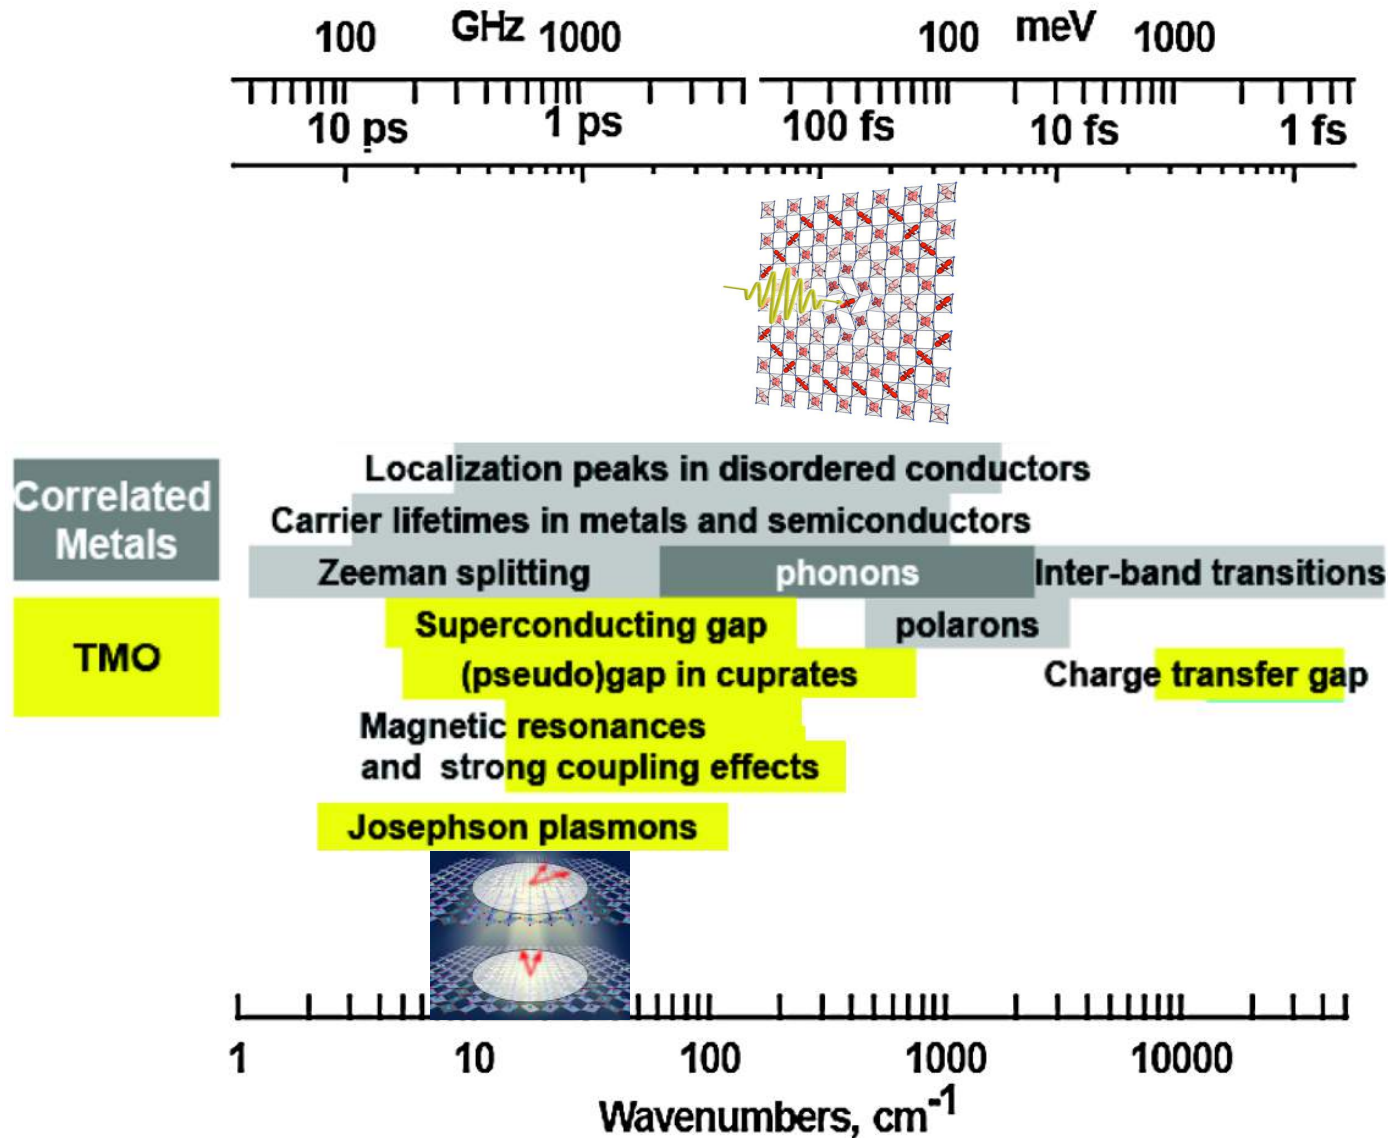 100 GHz 1000 100 meV 1000
10 ps 1 ps 100 fs 10 fs 1 fs
Localization peaks in disordered conductors
Correlated
Metals
Carrier lifetimes in metals and semiconductors
Zeeman splitting phonons Inter-band transitions
TMO
Superconducting gap polarons
(pseudo)gap in cuprates Charge transfer gap
Magnetic resonances
and strong coupling effects
Josephson plasmons
1 10 100 1000 10000
Wavenumbers, cm-1